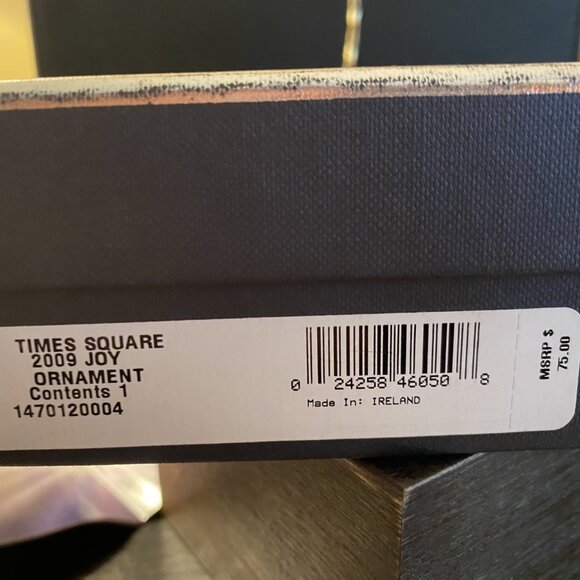 TIMES SQUARE
2009 JOY
ORNAMENT
Contents 1
1470120004
0 24258 46050 8
Made In: IRELAND
MSRP $
75.00